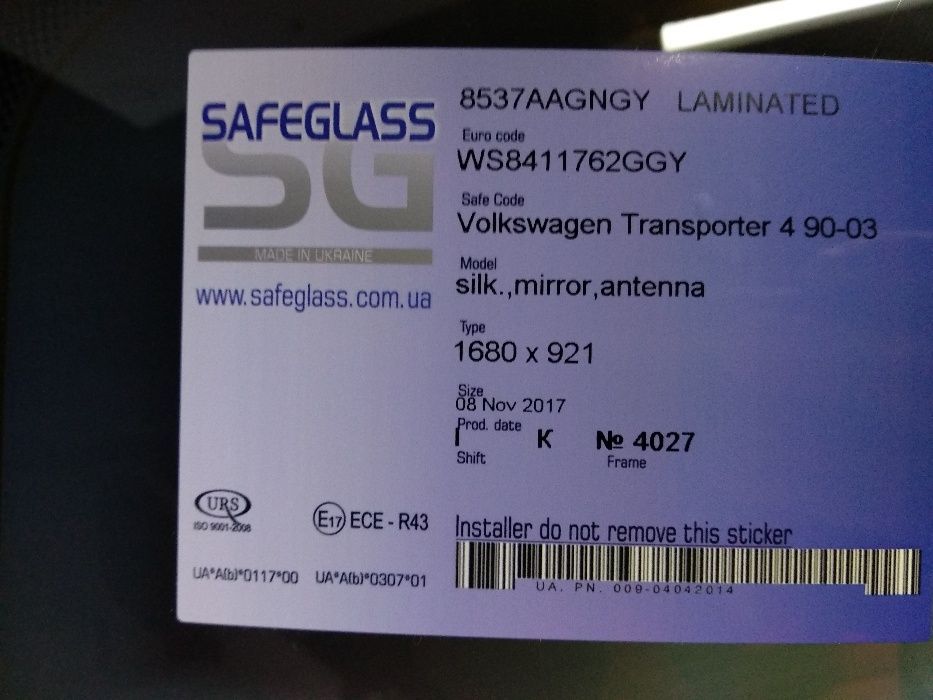 SAFEGLASS
SG
MADE IN UKRAINE
www.safeglass.com.ua
8537AAGNGY LAMINATED
Euro code
WS8411762GGY
Safe Code
Volkswagen Transporter 4 90-03
Model
silk.,mirror,antenna
Type
1680 x 921
Size
08 Nov 2017
Prod. date
I K № 4027
Shift Frame
URS
ISO 9001-2008
E17 ECE - R43
UA*A(b)*0117*00 UA*A(b)*0307*01
Installer do not remove this sticker
UA. PN. 009-04042014